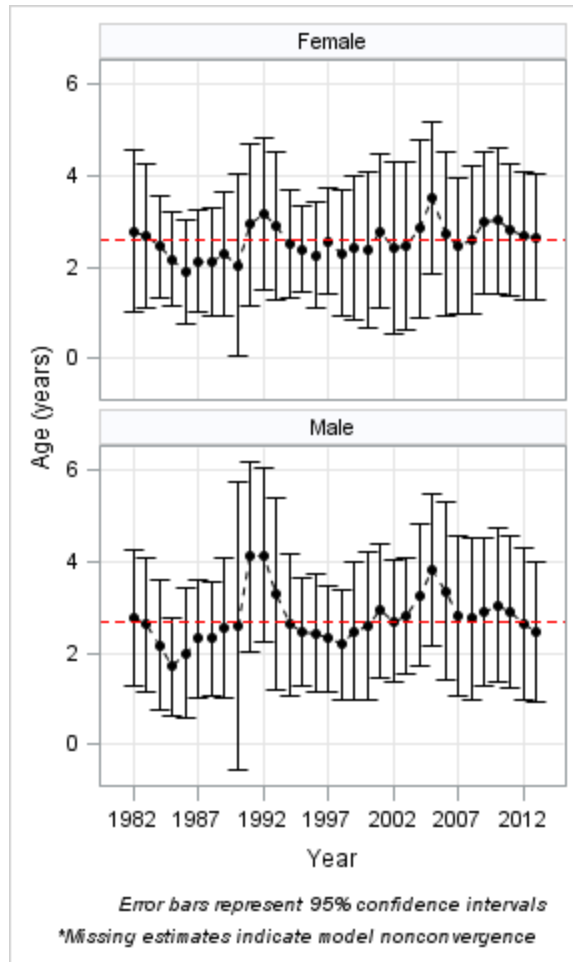 Female
6
4
2
0
Age (years)
Male
6
4
2
0
1982 1987 1992 1997 2002 2007 2012
Year
Error bars represent 95% confidence intervals
*Missing estimates indicate model nonconvergence